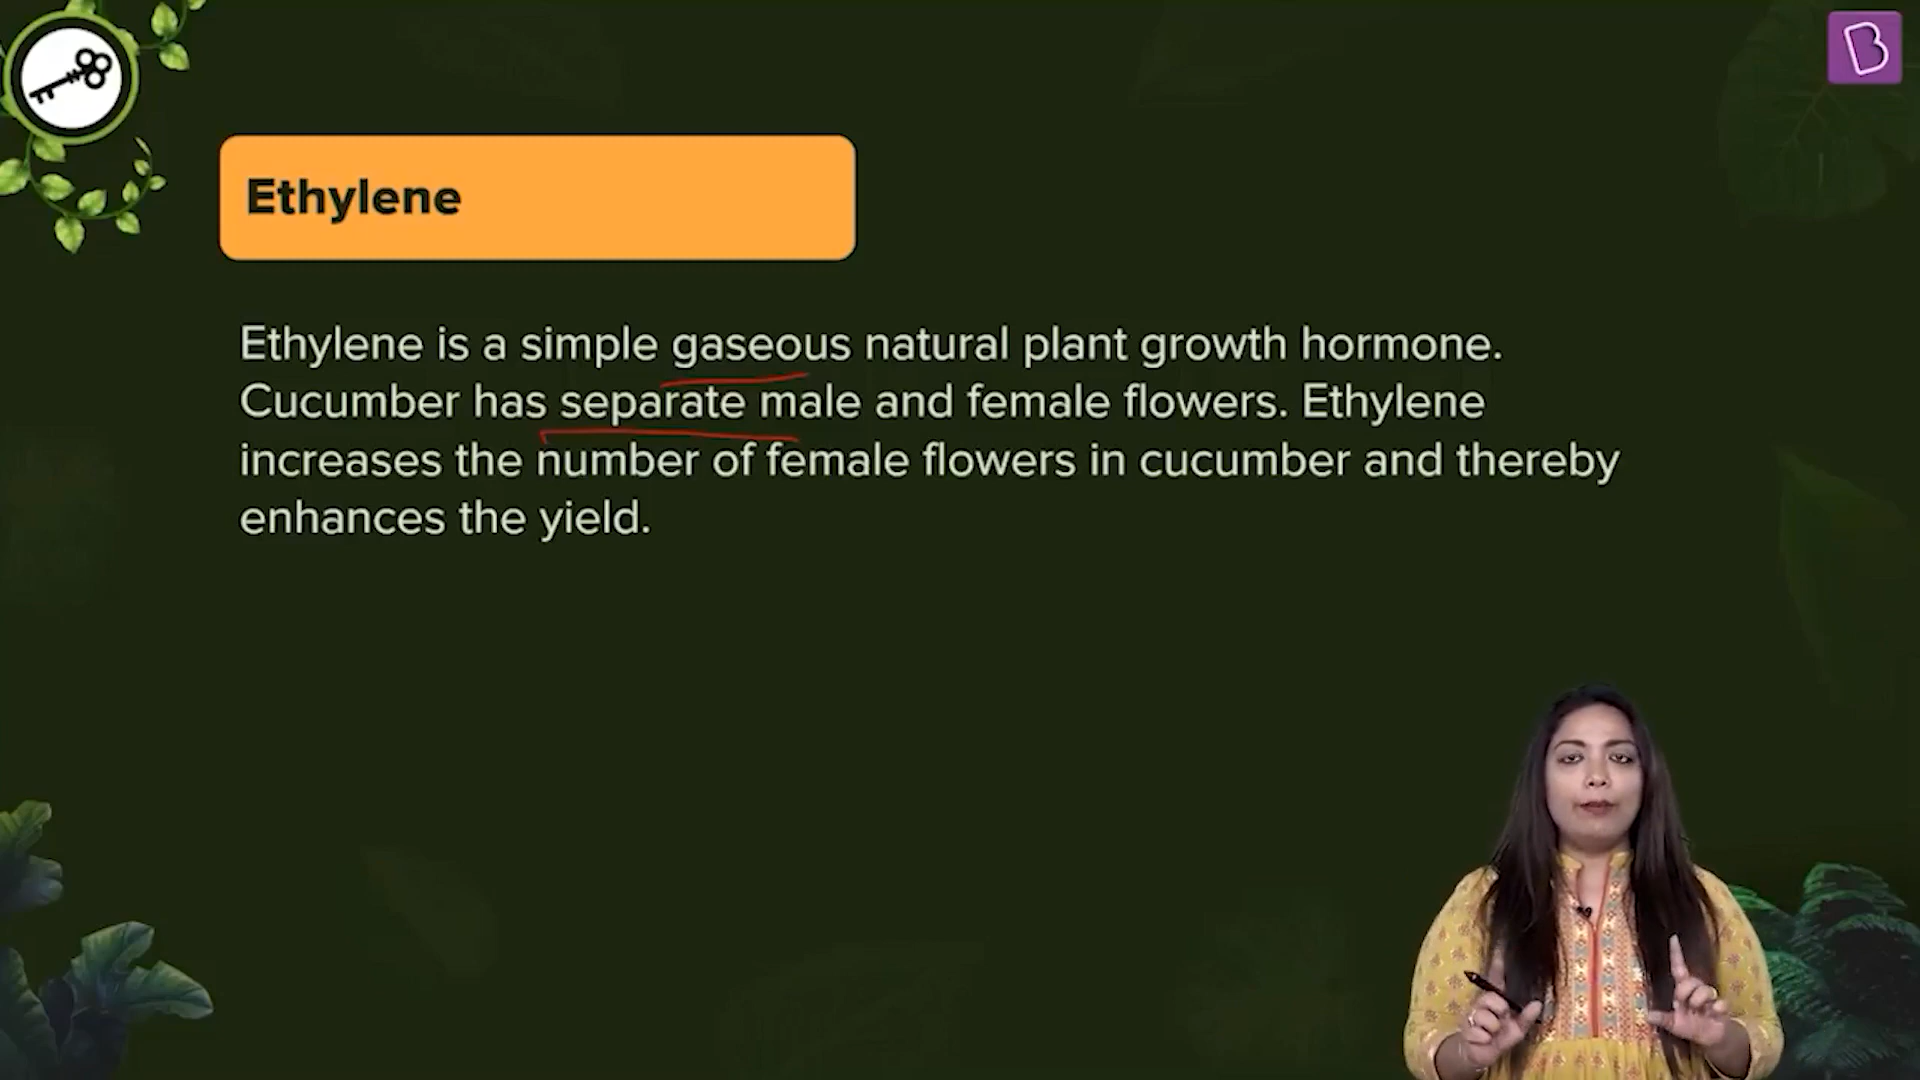 Ethylene
Ethylene is a simple gaseous natural plant growth hormone.
Cucumber has separate male and female flowers. Ethylene
increases the number of female flowers in cucumber and thereby
enhances the yield.
B